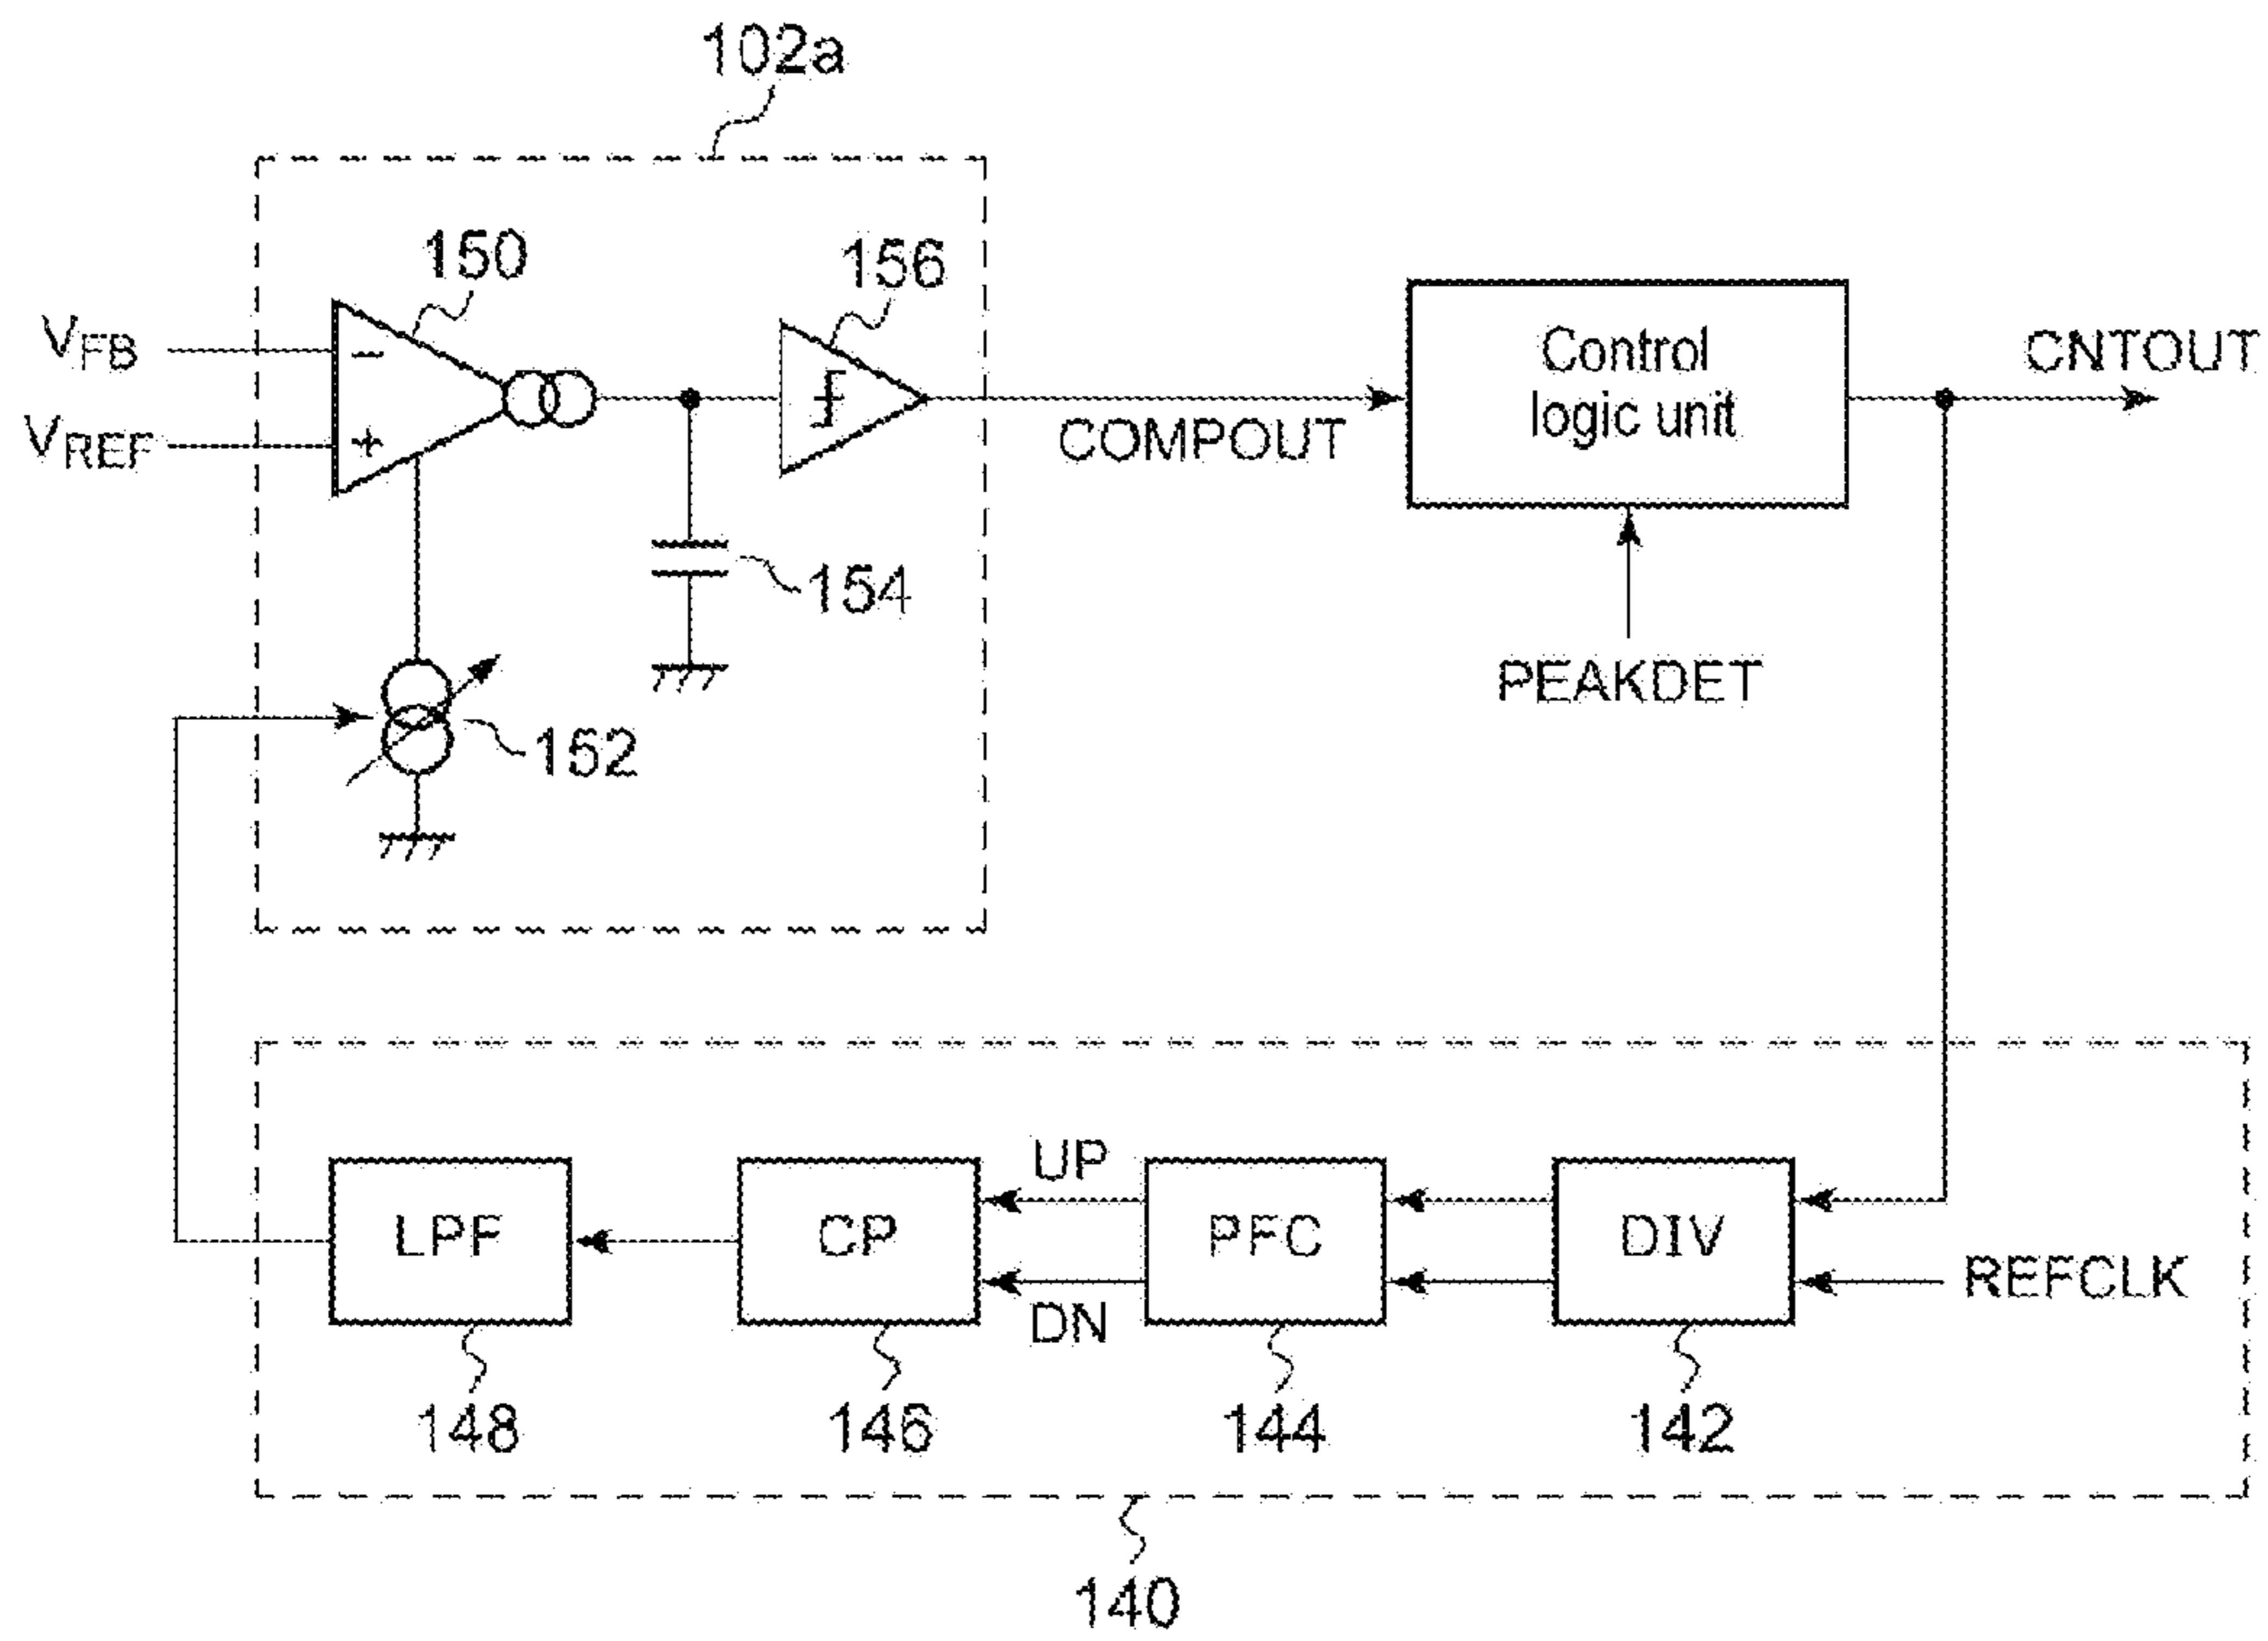 102a
150
156
VFB
VREF
−
+
Control
logic unit
CNTOUT
COMPOUT
154
PEAKDET
152
UP
LPF
CP
PFC
DIV
REFCLK
DN
148
146
144
142
140